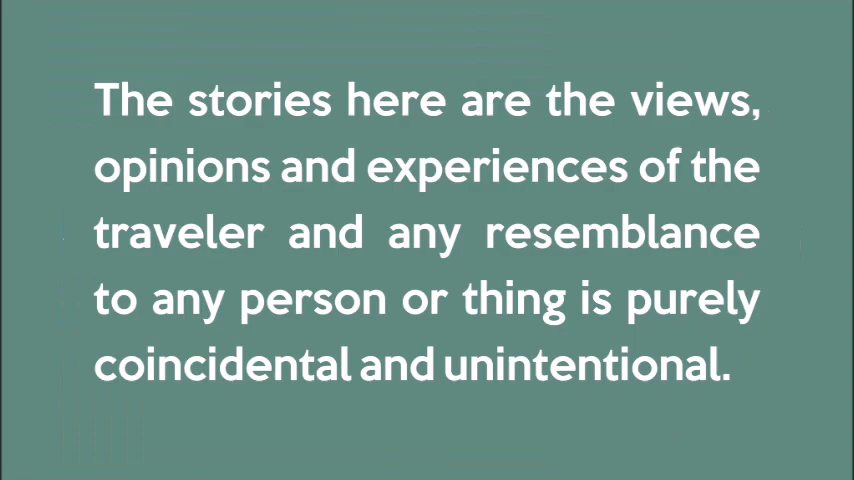 The stories here are the views,
opinions and experiences of the
traveler and any resemblance
to any person or thing is purely
coincidental and unintentional.